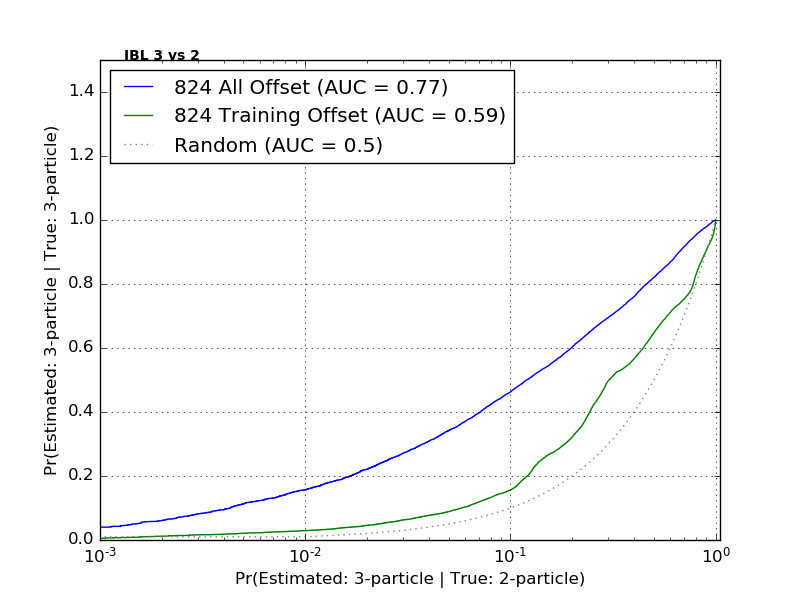 IBL 3 vs 2
824 All Offset (AUC = 0.77)
824 Training Offset (AUC = 0.59)
Random (AUC = 0.5)
Pr(Estimated: 3-particle | True: 3-particle)
1.4
1.2
1.0
0.8
0.6
0.4
0.2
0.0
10⁻³ 10⁻² 10⁻¹ 10⁰
Pr(Estimated: 3-particle | True: 2-particle)